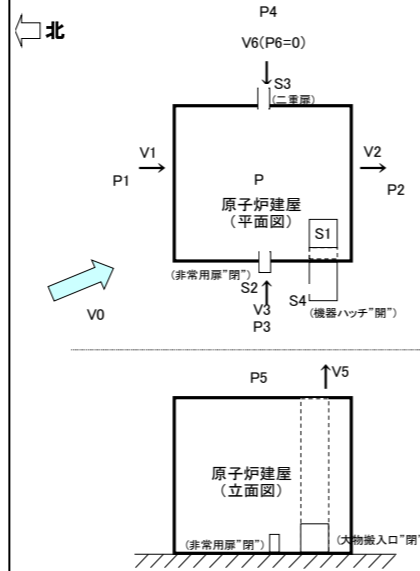 P4
北
V6(P6=0)
S3
(二重扉)
V1
V2
P1
P
P2
原子炉建屋
(平面図)
S1
(非常用扉"閉")
S2
S4
(機器ハッチ"開")
V0
V3
P3
P5
V5
原子炉建屋
(立面図)
(非常用扉"閉")
(大物搬入口"閉"